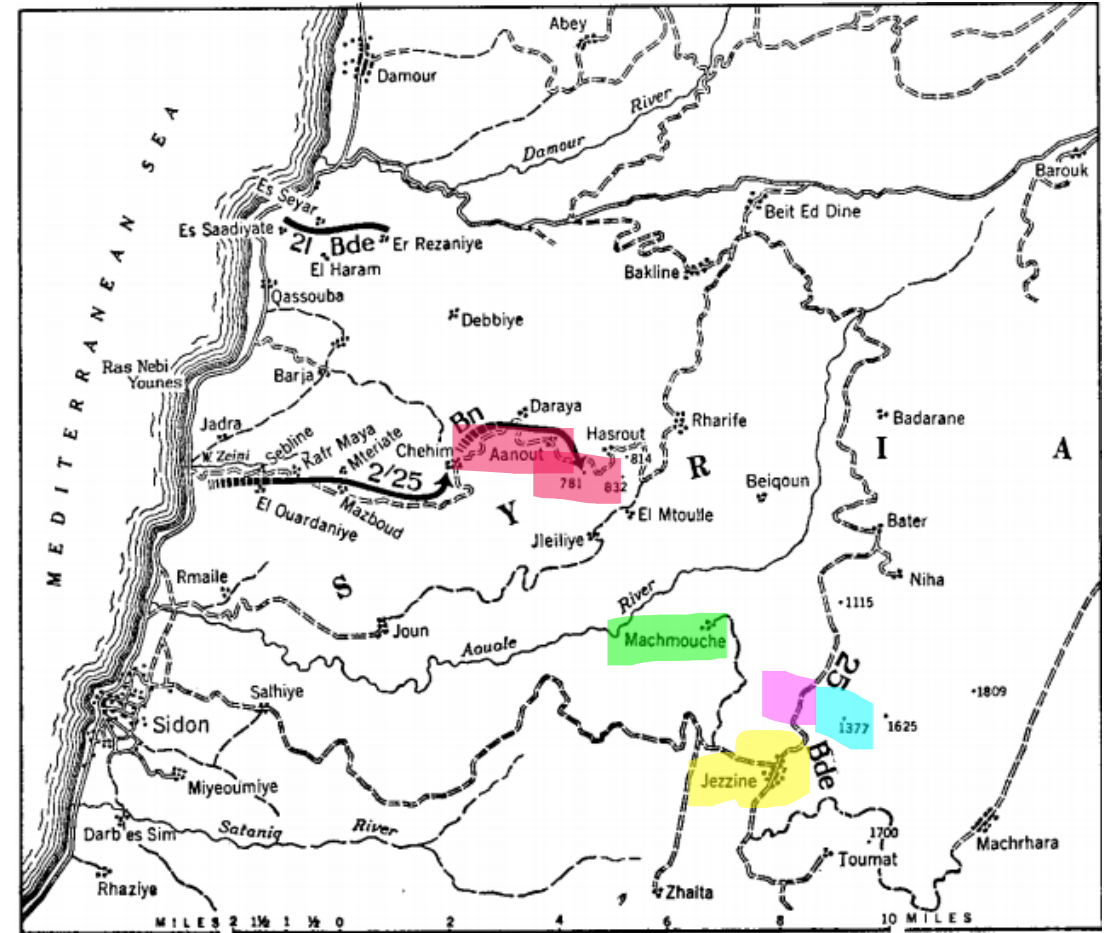 Abey
Damour
River
Damour
MEDITERRANEAN SEA
Barouk
Es Seyar
Beit Ed Dine
Es Saadiyate
21 Bde
Er Rezaniye
El Haram
Bakline
Qassouba
Debbiye
Ras Nebi
Younes
Barja
Daraya
Bn
Rharife
Badarane
Jadra
Hasrout
W. Zeini
Sebline
Kafr Maya
Mteriate
Chehim
Aanout
814
S Y R I A
2/25
781
832
Beiqoun
El Ouardaniye
Mazboud
El Mtoulle
Bater
Jleiliye
Rmaile
Niha
River
1115
Joun
Machmouche
Aouale
25
Salhiye
1809
Sidon
1377
1625
Bde
Jezzine
Miyeoumiye
Sataniq River
Darb es Sim
1700
Machrhara
Toumat
Rhaziye
Zhalta
MILES 2 1½ 1 ½ 0 2 4 6 8 10 MILES